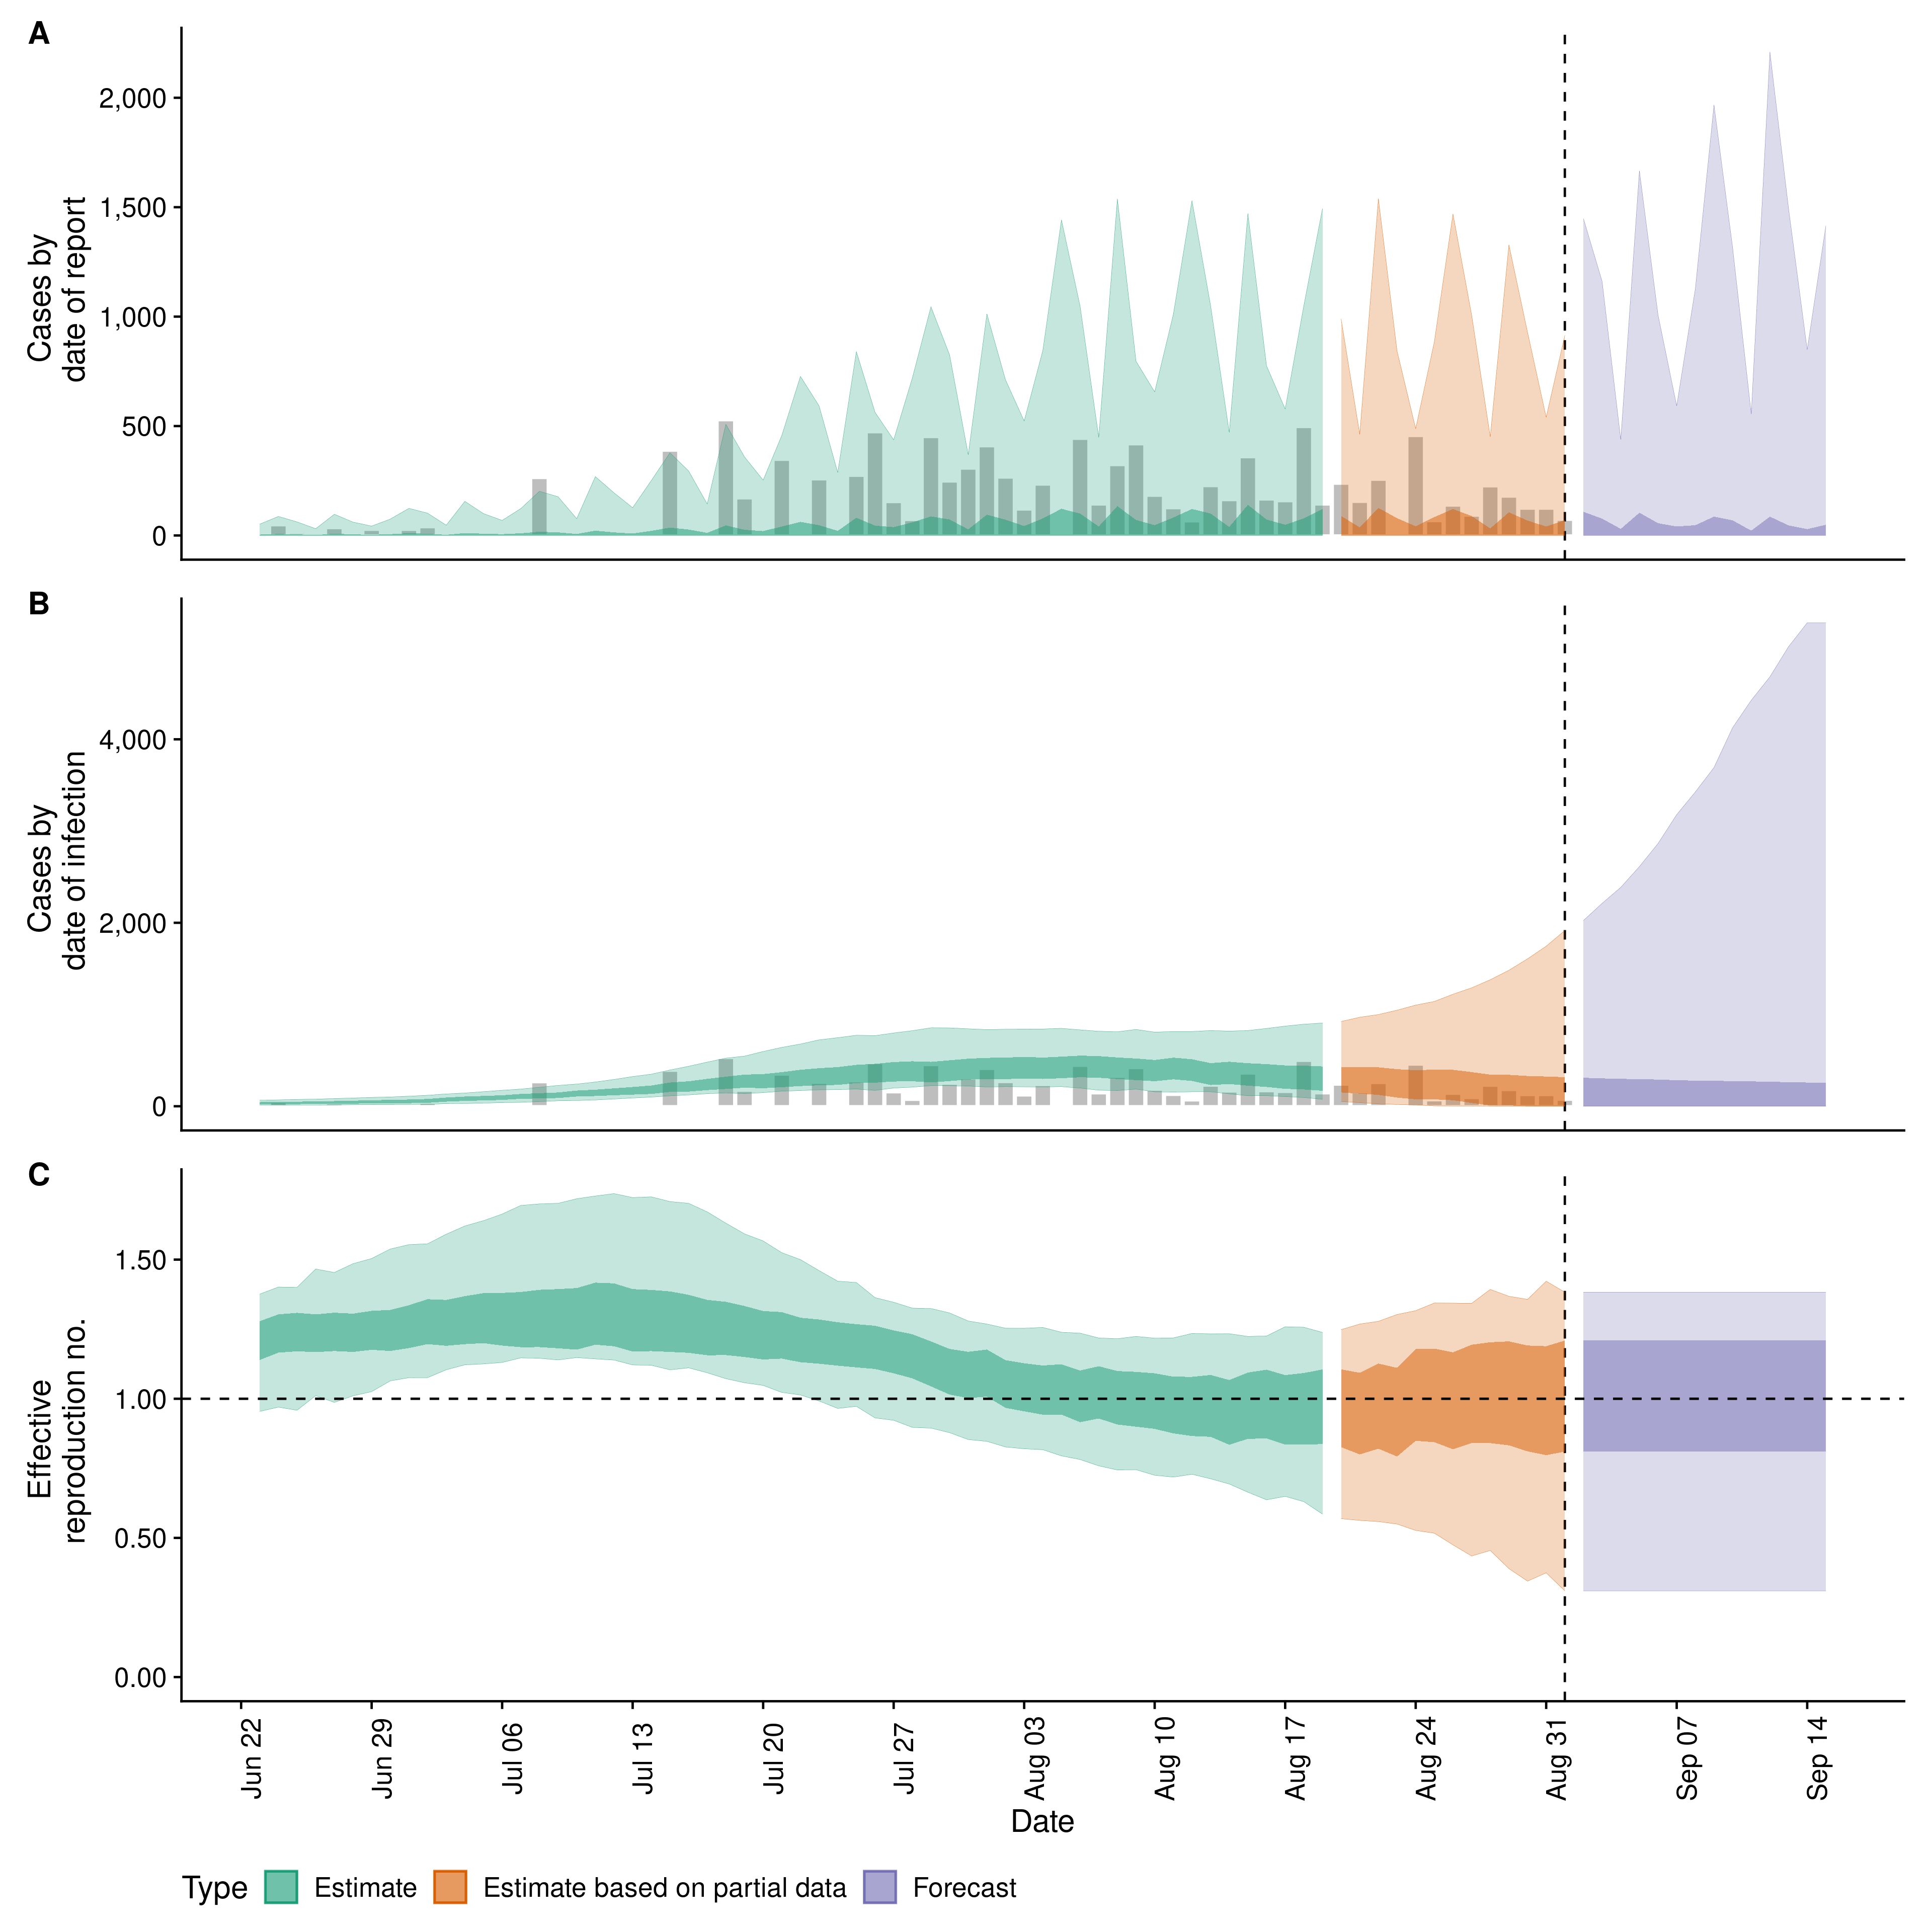 A
Cases by
date of report
2,000
1,500
1,000
500
0
B
Cases by
date of infection
4,000
2,000
0
C
Effective
reproduction no.
1.50
1.00
0.50
0.00
Jun 22
Jun 29
Jul 06
Jul 13
Jul 20
Jul 27
Aug 03
Aug 10
Aug 17
Aug 24
Aug 31
Sep 07
Sep 14
Date
Type
Estimate
Estimate based on partial data
Forecast